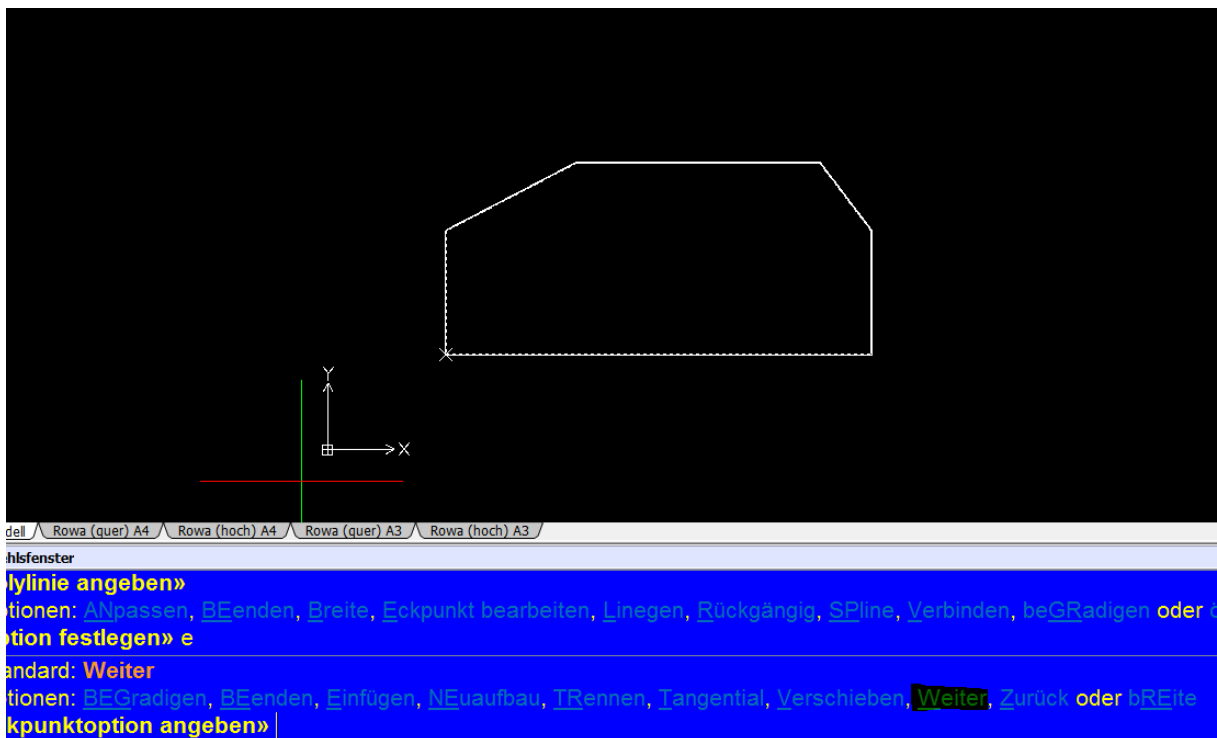 Y
X
dell Rowa (quer) A4 Rowa (hoch) A4 Rowa (quer) A3 Rowa (hoch) A3
ehlsfenster
lylinie angeben»
tionen: ANpassen, BEenden, Breite, Eckpunkt bearbeiten, Linegen, Rückgängig, SPline, Verbinden, beGRadigen oder ö
tion festlegen» e
andard: Weiter
tionen: BEGradigen, BEenden, Einfügen, NEuaufbau, TRennen, Tangential, Verschieben, Weiter, Zurück oder bREite
kpunktoption angeben»